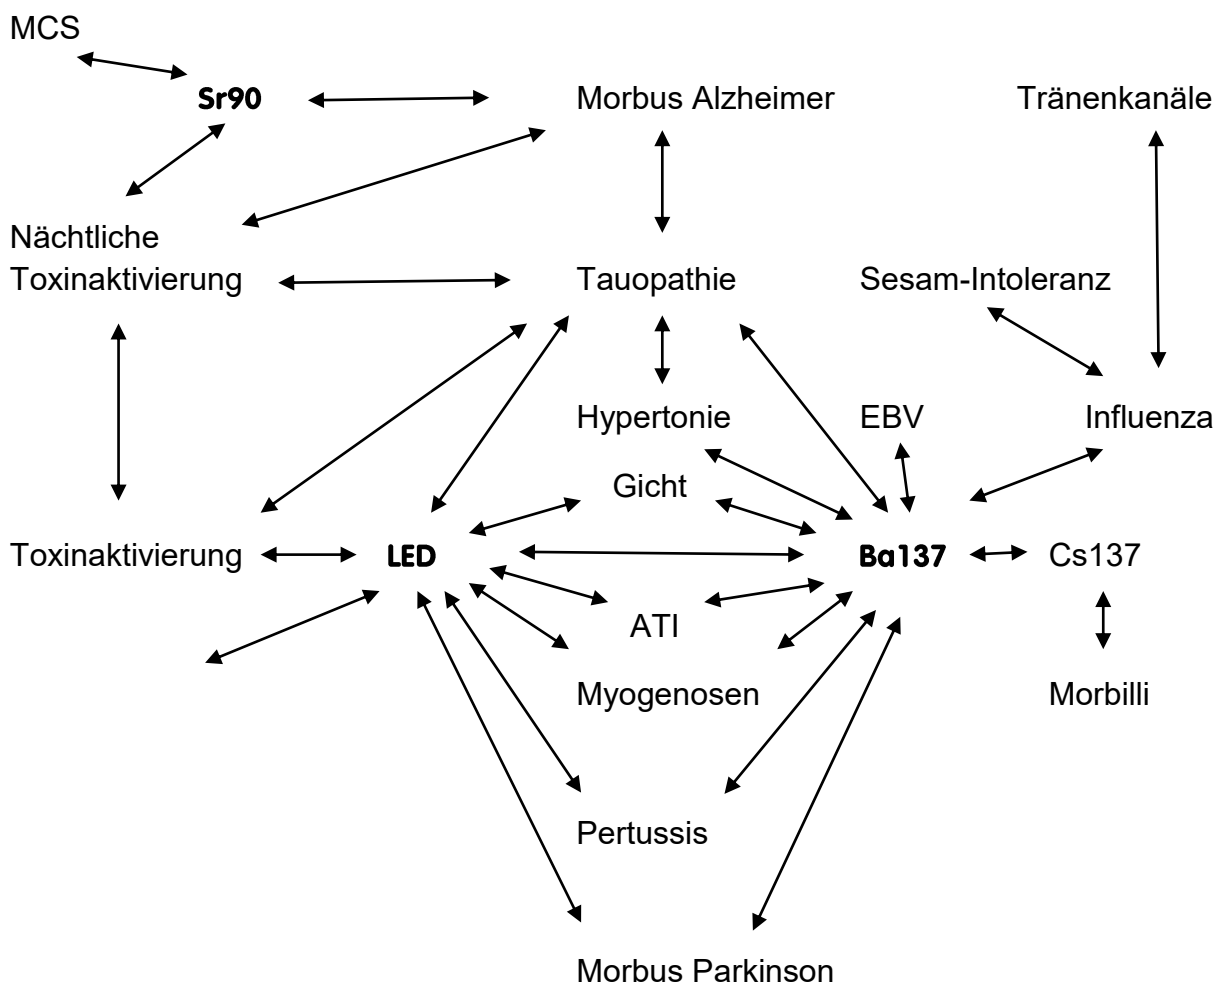 MCS
Sr90
Morbus Alzheimer
Tränenkanäle
Nächtliche
Toxinaktivierung
Tauopathie
Sesam-Intoleranz
Hypertonie
EBV
Influenza
Gicht
Toxinaktivierung
LED
Ba137
Cs137
ATI
Myogenosen
Morbilli
Pertussis
Morbus Parkinson